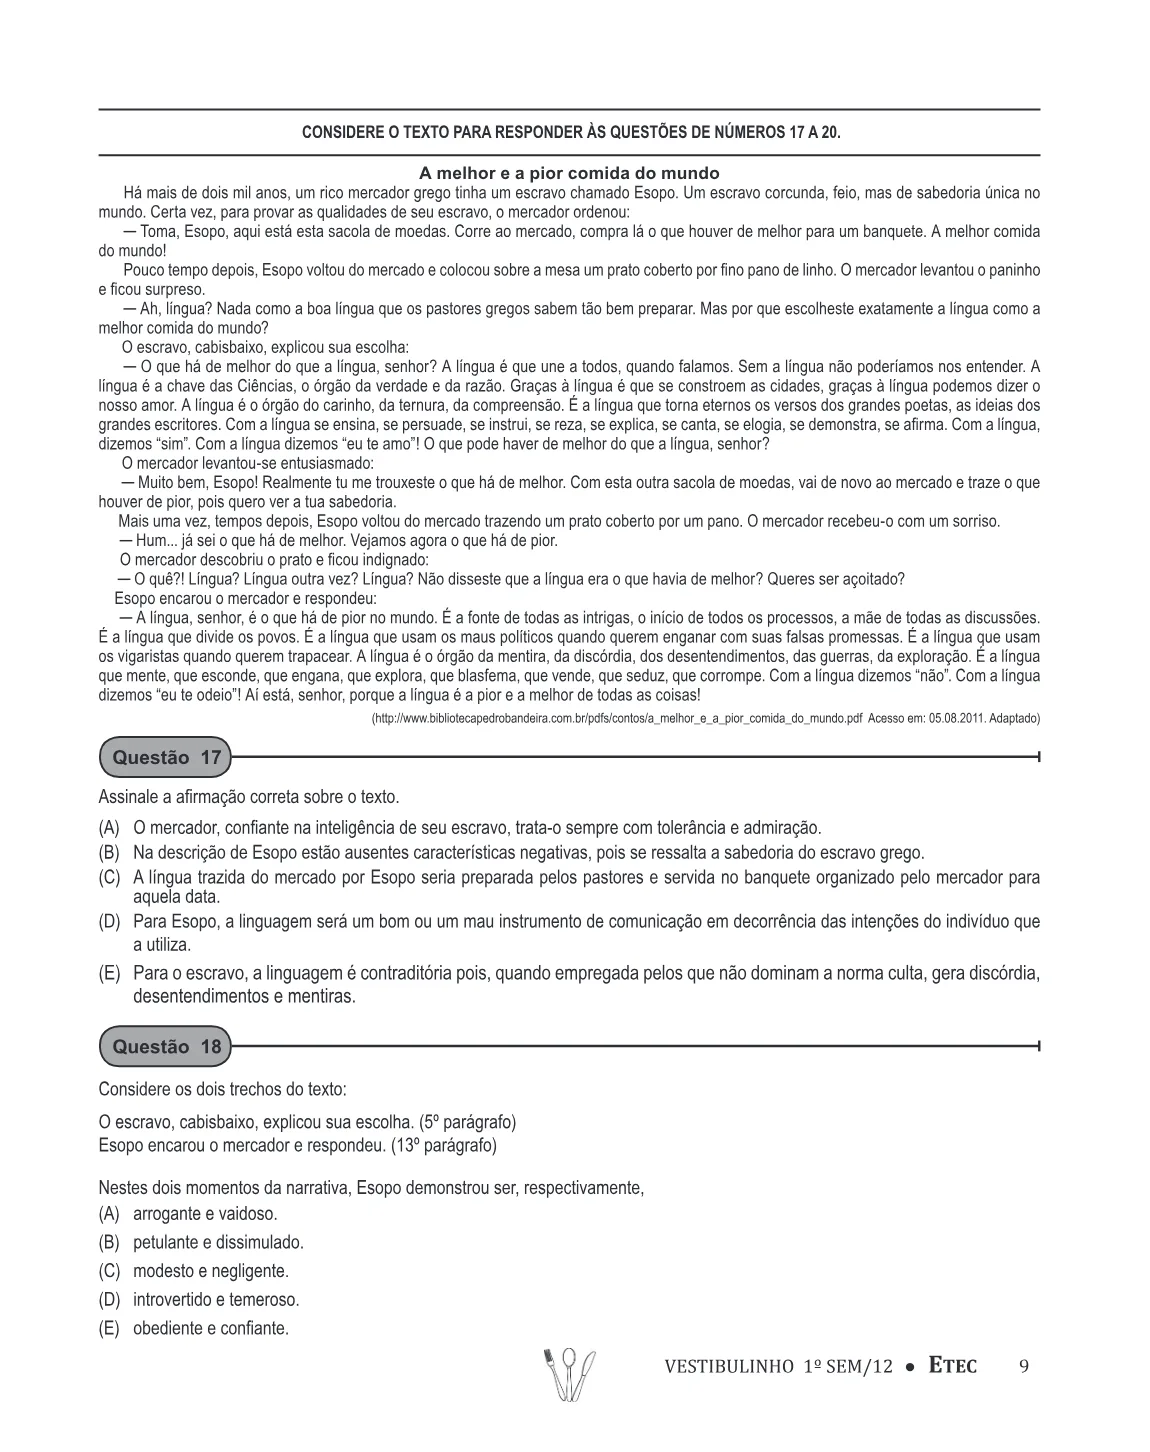 CONSIDERE O TEXTO PARA RESPONDER ÀS QUESTÕES DE NÚMEROS 17 A 20.
A melhor e a pior comida do mundo
Há mais de dois mil anos, um rico mercador grego tinha um escravo chamado Esopo. Um escravo corcunda, feio, mas de sabedoria única no
mundo. Certa vez, para provar as qualidades de seu escravo, o mercador ordenou:
— Toma, Esopo, aqui está esta sacola de moedas. Corre ao mercado, compra lá o que houver de melhor para um banquete. A melhor comida
do mundo!
Pouco tempo depois, Esopo voltou do mercado e colocou sobre a mesa um prato coberto por fino pano de linho. O mercador levantou o paninho
e ficou surpreso.
— Ah, língua? Nada como a boa língua que os pastores gregos sabem tão bem preparar. Mas por que escolheste exatamente a língua como a
melhor comida do mundo?
O escravo, cabisbaixo, explicou sua escolha:
— O que há de melhor do que a língua, senhor? A língua é que une a todos, quando falamos. Sem a língua não poderíamos nos entender. A
língua é a chave das Ciências, o órgão da verdade e da razão. Graças à língua é que se constroem as cidades, graças à língua podemos dizer o
nosso amor. A língua é o órgão do carinho, da ternura, da compreensão. É a língua que torna eternos os versos dos grandes poetas, as ideias dos
grandes escritores. Com a língua se ensina, se persuade, se instrui, se reza, se explica, se canta, se elogia, se demonstra, se afirma. Com a língua,
dizemos “sim”. Com a língua dizemos “eu te amo”! O que pode haver de melhor do que a língua, senhor?
O mercador levantou-se entusiasmado:
— Muito bem, Esopo! Realmente tu me trouxeste o que há de melhor. Com esta outra sacola de moedas, vai de novo ao mercado e traze o que
houver de pior, pois quero ver a tua sabedoria.
Mais uma vez, tempos depois, Esopo voltou do mercado trazendo um prato coberto por um pano. O mercador recebeu-o com um sorriso.
— Hum... já sei o que há de melhor. Vejamos agora o que há de pior.
O mercador descobriu o prato e ficou indignado:
— O quê?! Língua? Língua outra vez? Língua? Não disseste que a língua era o que havia de melhor? Queres ser açoitado?
Esopo encarou o mercador e respondeu:
— A língua, senhor, é o que há de pior no mundo. É a fonte de todas as intrigas, o início de todos os processos, a mãe de todas as discussões.
É a língua que divide os povos. É a língua que usam os maus políticos quando querem enganar com suas falsas promessas. É a língua que usam
os vigaristas quando querem trapacear. A língua é o órgão da mentira, da discórdia, dos desentendimentos, das guerras, da exploração. É a língua
que mente, que esconde, que engana, que explora, que blasfema, que vende, que seduz, que corrompe. Com a língua dizemos “não”. Com a língua
dizemos “eu te odeio”! Aí está, senhor, porque a língua é a pior e a melhor de todas as coisas!
(http://www.bibliotecapedrobandeira.com.br/pdfs/contos/a_melhor_e_a_pior_comida_do_mundo.pdf Acesso em: 05.08.2011. Adaptado)
Questão 17
Assinale a afirmação correta sobre o texto.
(A) O mercador, confiante na inteligência de seu escravo, trata-o sempre com tolerância e admiração.
(B) Na descrição de Esopo estão ausentes características negativas, pois se ressalta a sabedoria do escravo grego.
(C) A língua trazida do mercado por Esopo seria preparada pelos pastores e servida no banquete organizado pelo mercador para
aquela data.
(D) Para Esopo, a linguagem será um bom ou um mau instrumento de comunicação em decorrência das intenções do indivíduo que
a utiliza.
(E) Para o escravo, a linguagem é contraditória pois, quando empregada pelos que não dominam a norma culta, gera discórdia,
desentendimentos e mentiras.
Questão 18
Considere os dois trechos do texto:
O escravo, cabisbaixo, explicou sua escolha. (5º parágrafo)
Esopo encarou o mercador e respondeu. (13º parágrafo)
Nestes dois momentos da narrativa, Esopo demonstrou ser, respectivamente,
(A) arrogante e vaidoso.
(B) petulante e dissimulado.
(C) modesto e negligente.
(D) introvertido e temeroso.
(E) obediente e confiante.
VESTIBULINHO 1º SEM/12 • ETEC 9